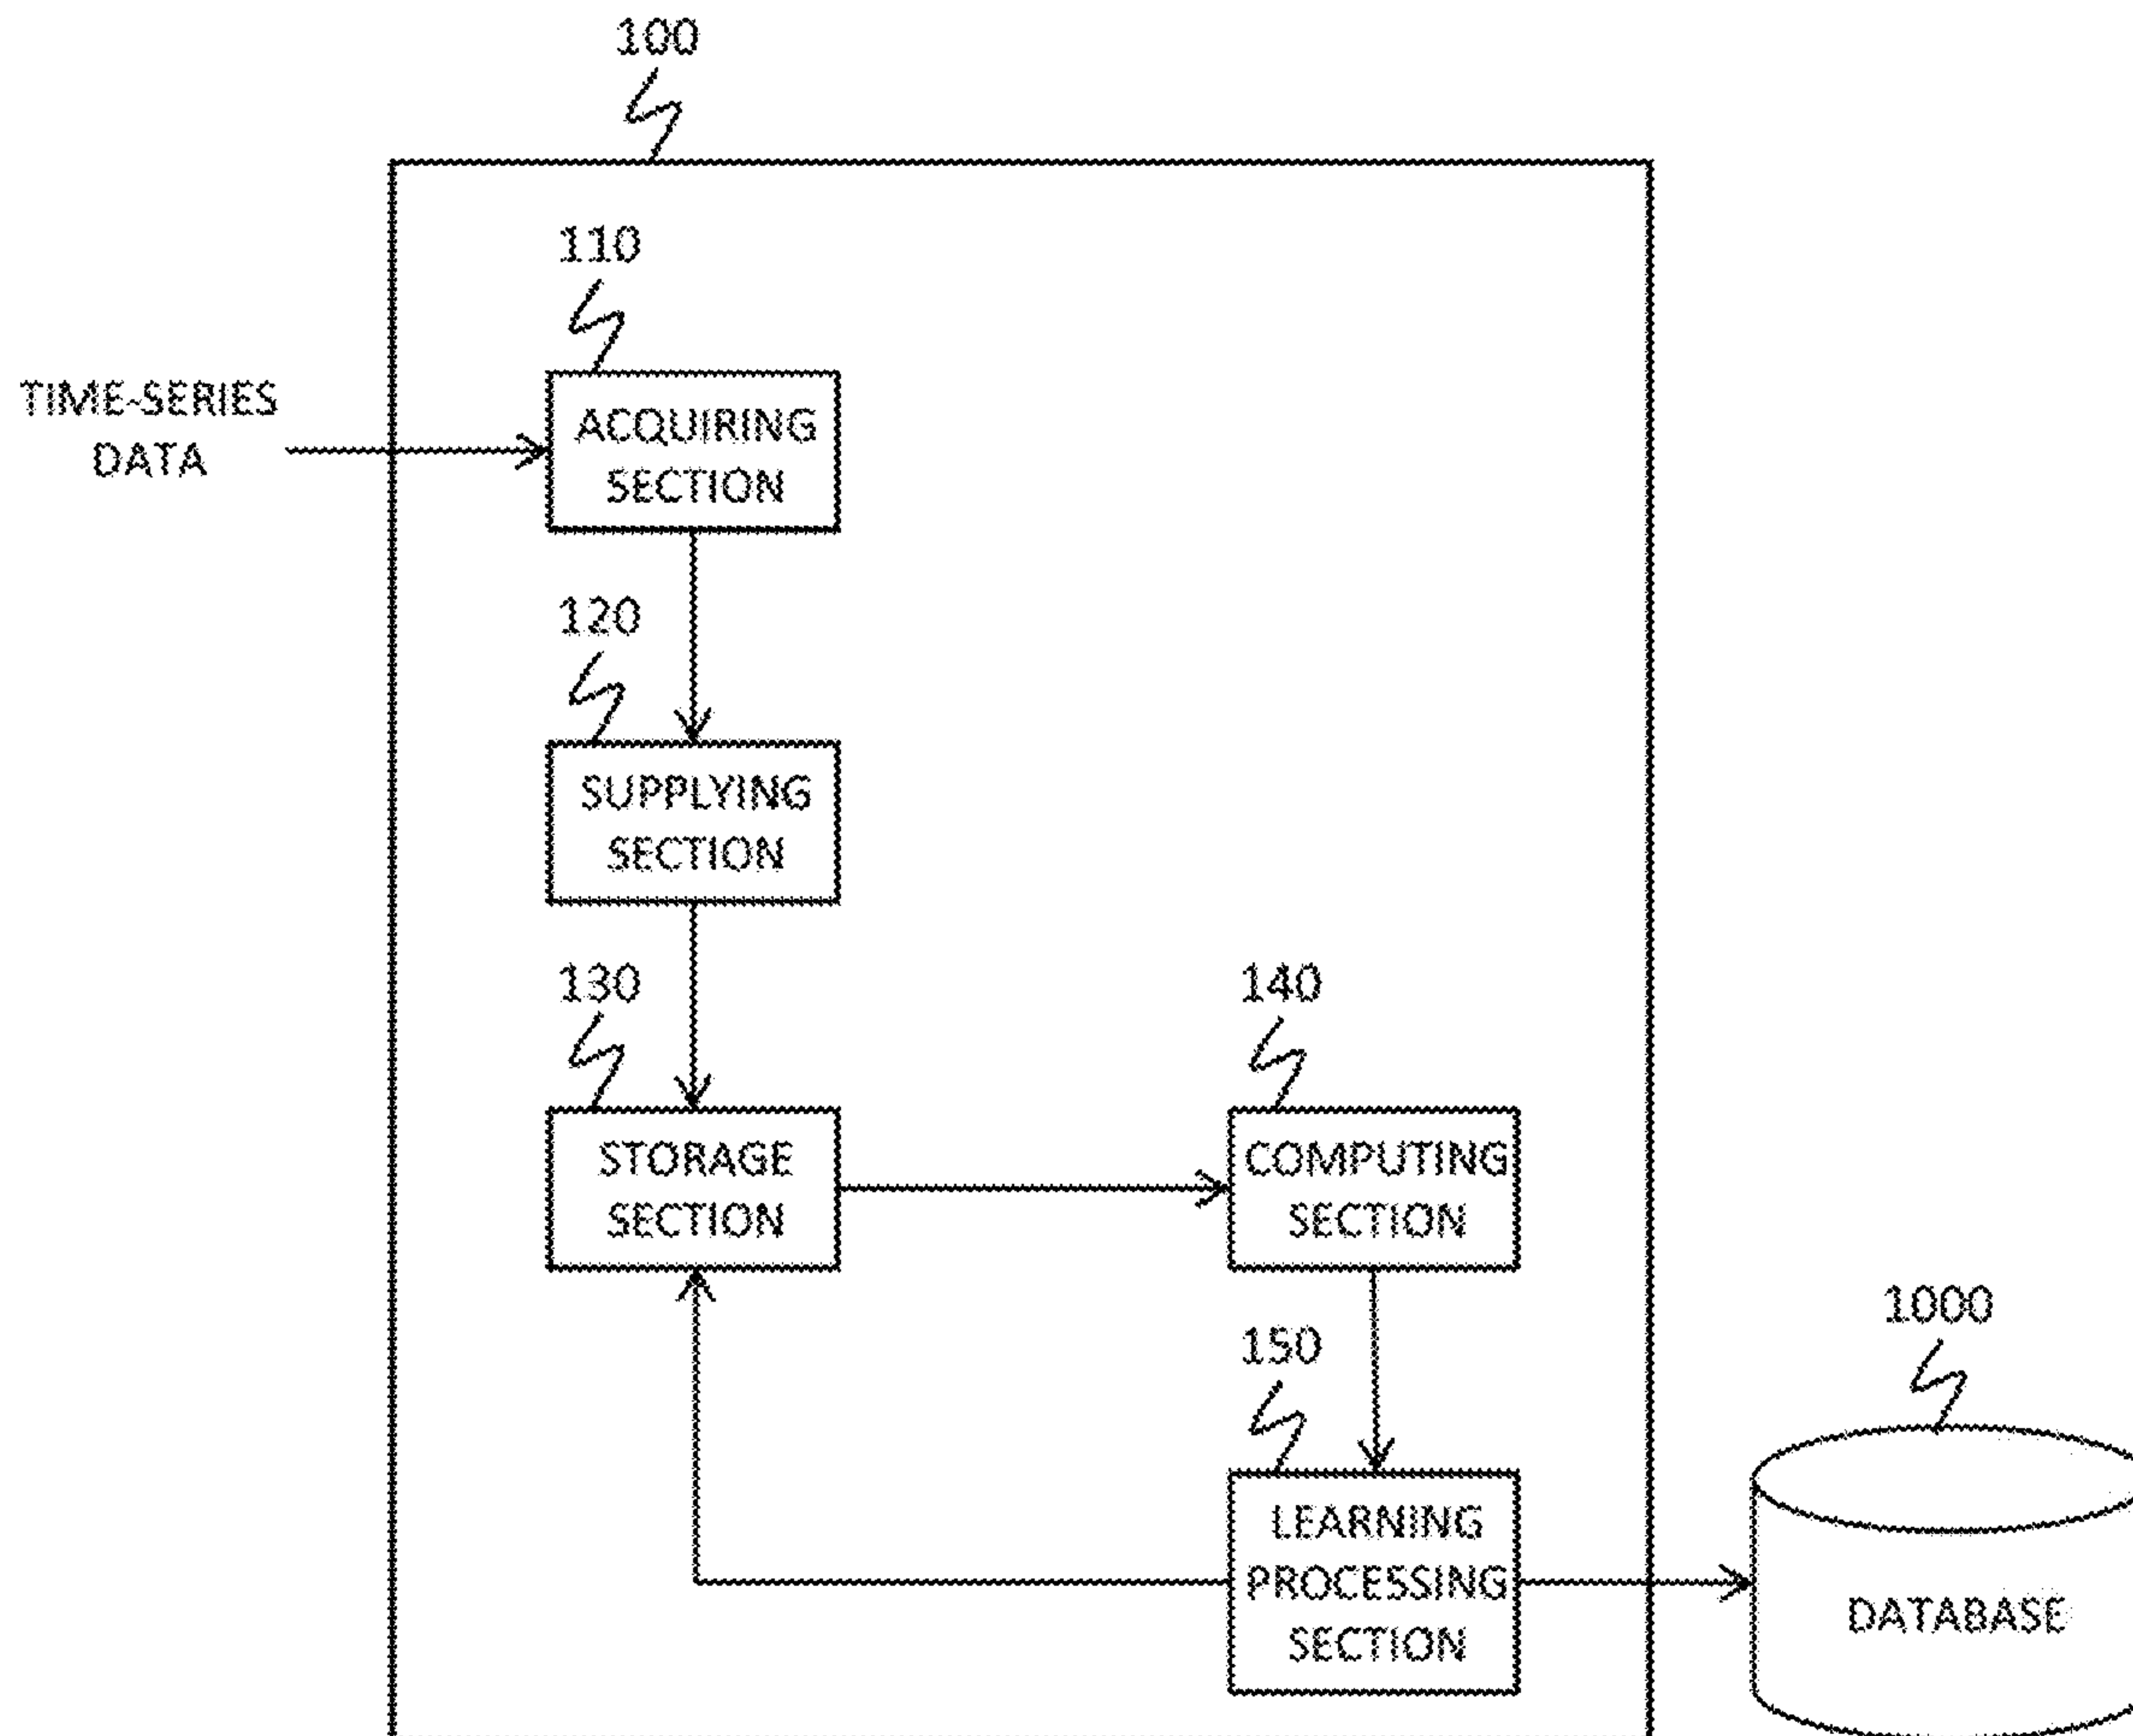 100
110
TIME-SERIES
DATA
ACQUIRING
SECTION
120
SUPPLYING
SECTION
130
140
STORAGE
SECTION
COMPUTING
SECTION
1000
150
LEARNING
PROCESSING
SECTION
DATABASE